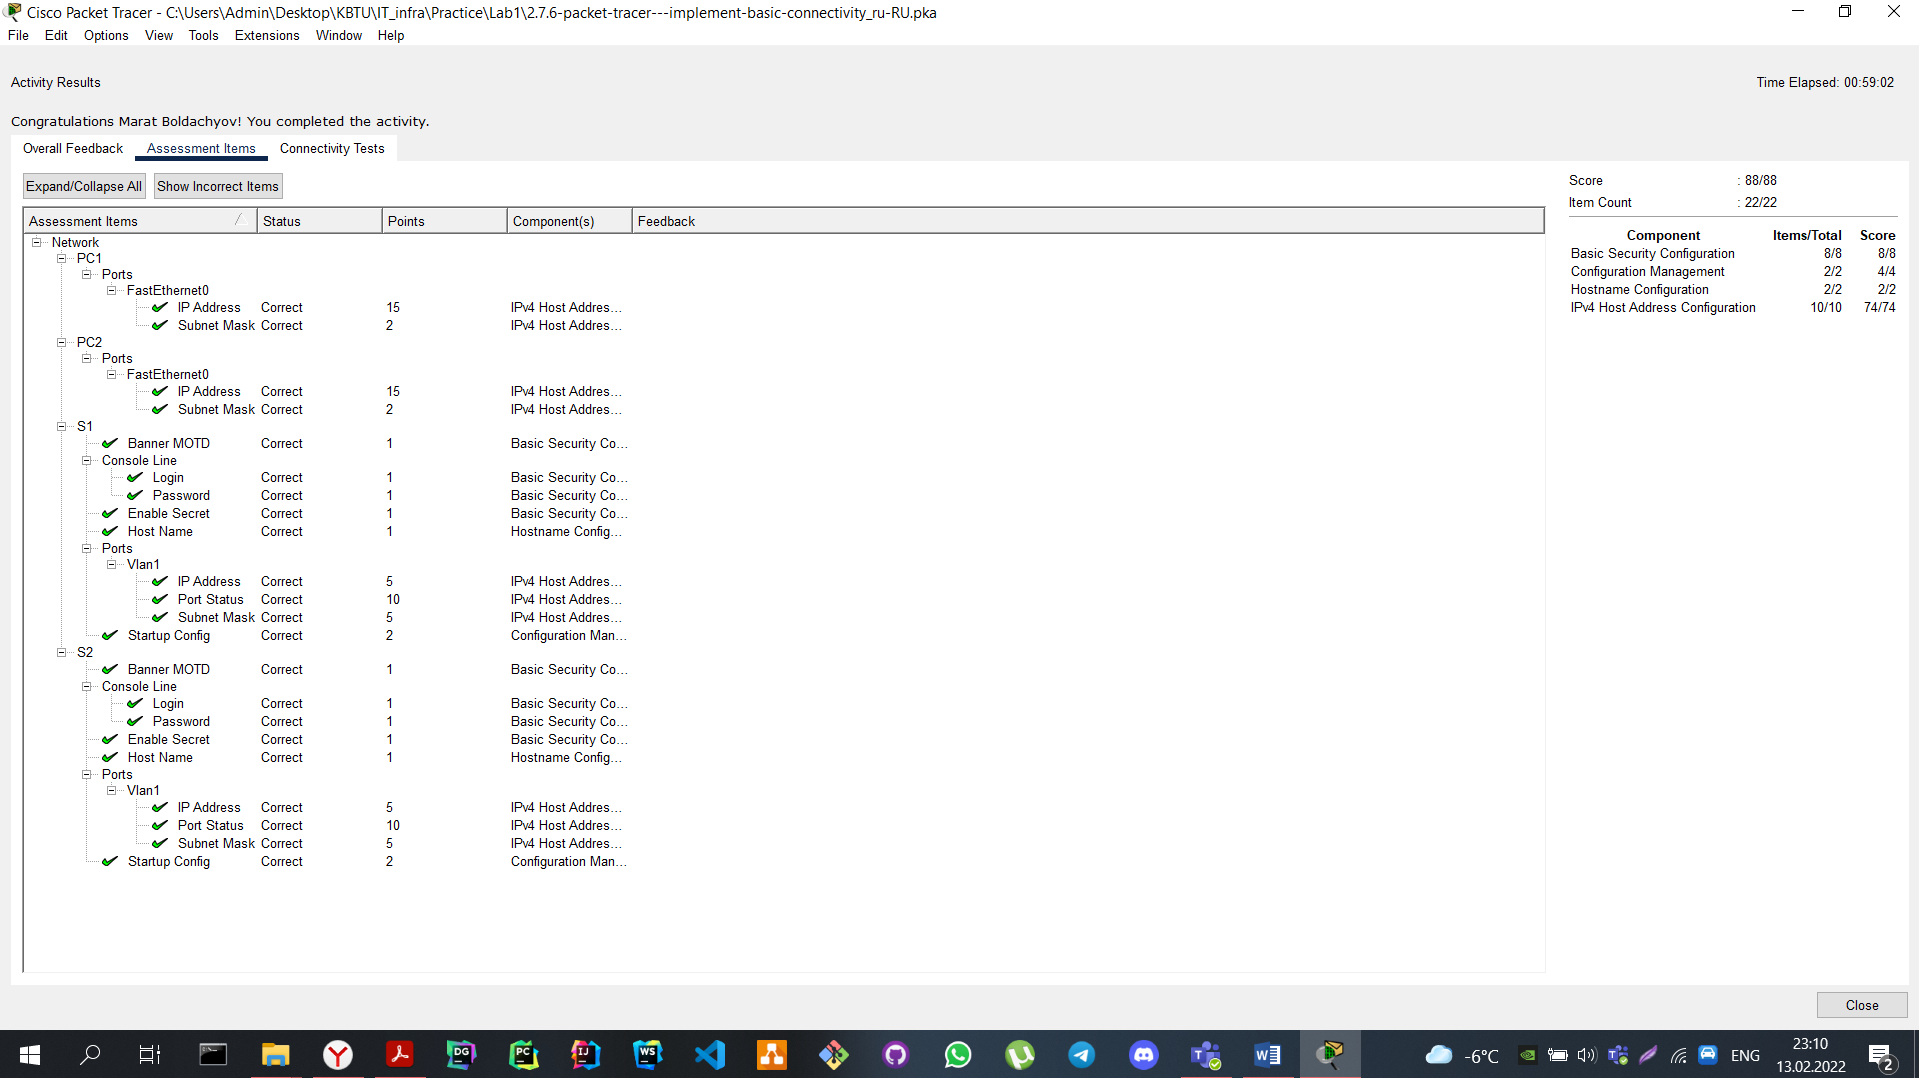 Cisco Packet Tracer - C:\Users\Admin\Desktop\KBTU\IT_infra\Practice\Lab1\2.7.6-packet-tracer---implement-basic-connectivity_ru-RU.pka
File Edit Options View Tools Extensions Window Help
Activity Results Time Elapsed: 00:59:02
Congratulations Marat Boldachyov! You completed the activity.
Overall Feedback Assessment Items Connectivity Tests
Expand/Collapse All Show Incorrect Items
Assessment Items Status Points Component(s) Feedback
Network
PC1
Ports
FastEthernet0
IP Address Correct 15 IPv4 Host Addres...
Subnet Mask Correct 2 IPv4 Host Addres...
PC2
Ports
FastEthernet0
IP Address Correct 15 IPv4 Host Addres...
Subnet Mask Correct 2 IPv4 Host Addres...
S1
Banner MOTD Correct 1 Basic Security Co...
Console Line
Login Correct 1 Basic Security Co...
Password Correct 1 Basic Security Co...
Enable Secret Correct 1 Basic Security Co...
Host Name Correct 1 Hostname Config...
Ports
Vlan1
IP Address Correct 5 IPv4 Host Addres...
Port Status Correct 10 IPv4 Host Addres...
Subnet Mask Correct 5 IPv4 Host Addres...
Startup Config Correct 2 Configuration Man...
S2
Banner MOTD Correct 1 Basic Security Co...
Console Line
Login Correct 1 Basic Security Co...
Password Correct 1 Basic Security Co...
Enable Secret Correct 1 Basic Security Co...
Host Name Correct 1 Hostname Config...
Ports
Vlan1
IP Address Correct 5 IPv4 Host Addres...
Port Status Correct 10 IPv4 Host Addres...
Subnet Mask Correct 5 IPv4 Host Addres...
Startup Config Correct 2 Configuration Man...
Score : 88/88
Item Count : 22/22
Component Items/Total Score
Basic Security Configuration 8/8 8/8
Configuration Management 2/2 4/4
Hostname Configuration 2/2 2/2
IPv4 Host Address Configuration 10/10 74/74
Close
DG PC IJ WS
-6°C ENG 23:10
13.02.2022
2